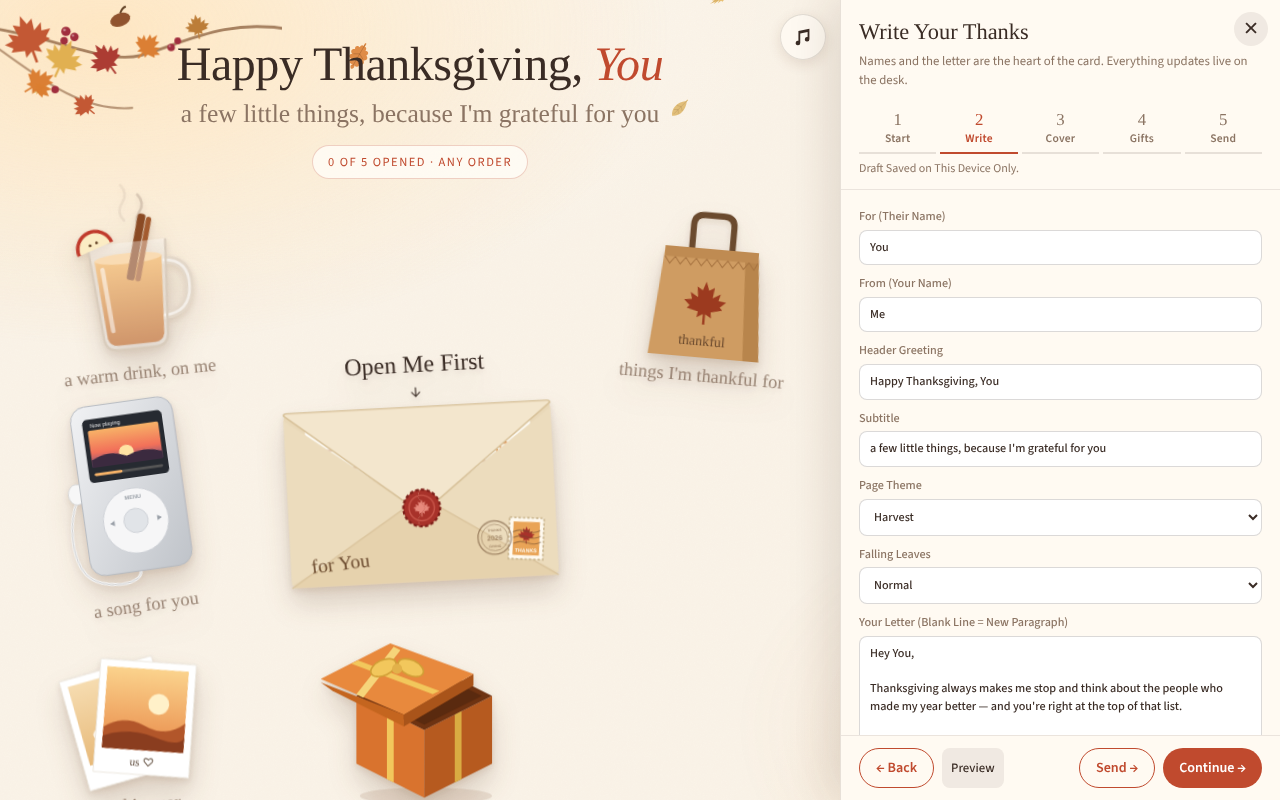 Happy Thanksgiving, You
a few little things, because I'm grateful for you
0 OF 5 OPENED · ANY ORDER
a warm drink, on me
thankful
things I'm thankful for
Open Me First
↓
Now playing
MENU
a song for you
2025
THANKS
for You
us ♡
Write Your Thanks
Names and the letter are the heart of the card. Everything updates live on
the desk.
1 2 3 4 5
Start Write Cover Gifts Send
Draft Saved on This Device Only.
For (Their Name)
You
From (Your Name)
Me
Header Greeting
Happy Thanksgiving, You
Subtitle
a few little things, because I'm grateful for you
Page Theme
Harvest
Falling Leaves
Normal
Your Letter (Blank Line = New Paragraph)
Hey You,
Thanksgiving always makes me stop and think about the people who
made my year better — and you're right at the top of that list.
← Back Preview Send → Continue →